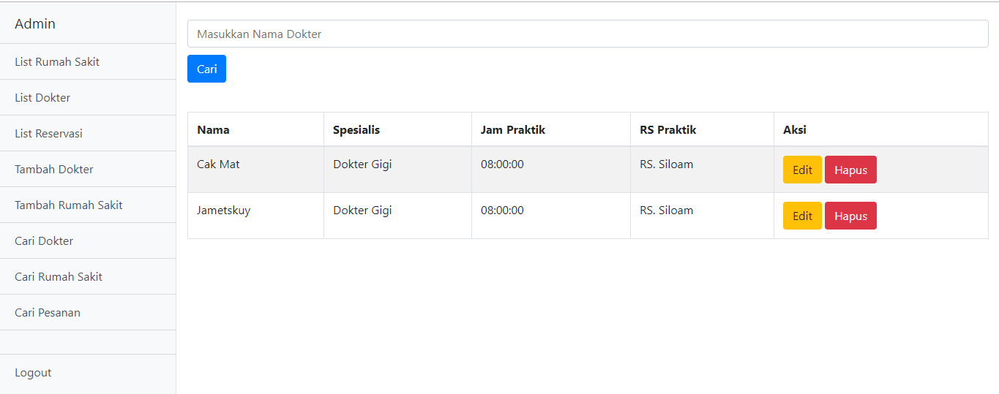 Admin
List Rumah Sakit
List Dokter
List Reservasi
Tambah Dokter
Tambah Rumah Sakit
Cari Dokter
Cari Rumah Sakit
Cari Pesanan
Logout
Masukkan Nama Dokter
Cari
Nama Spesialis Jam Praktik RS Praktik Aksi
Cak Mat Dokter Gigi 08:00:00 RS. Siloam Edit Hapus
Jametskuy Dokter Gigi 08:00:00 RS. Siloam Edit Hapus